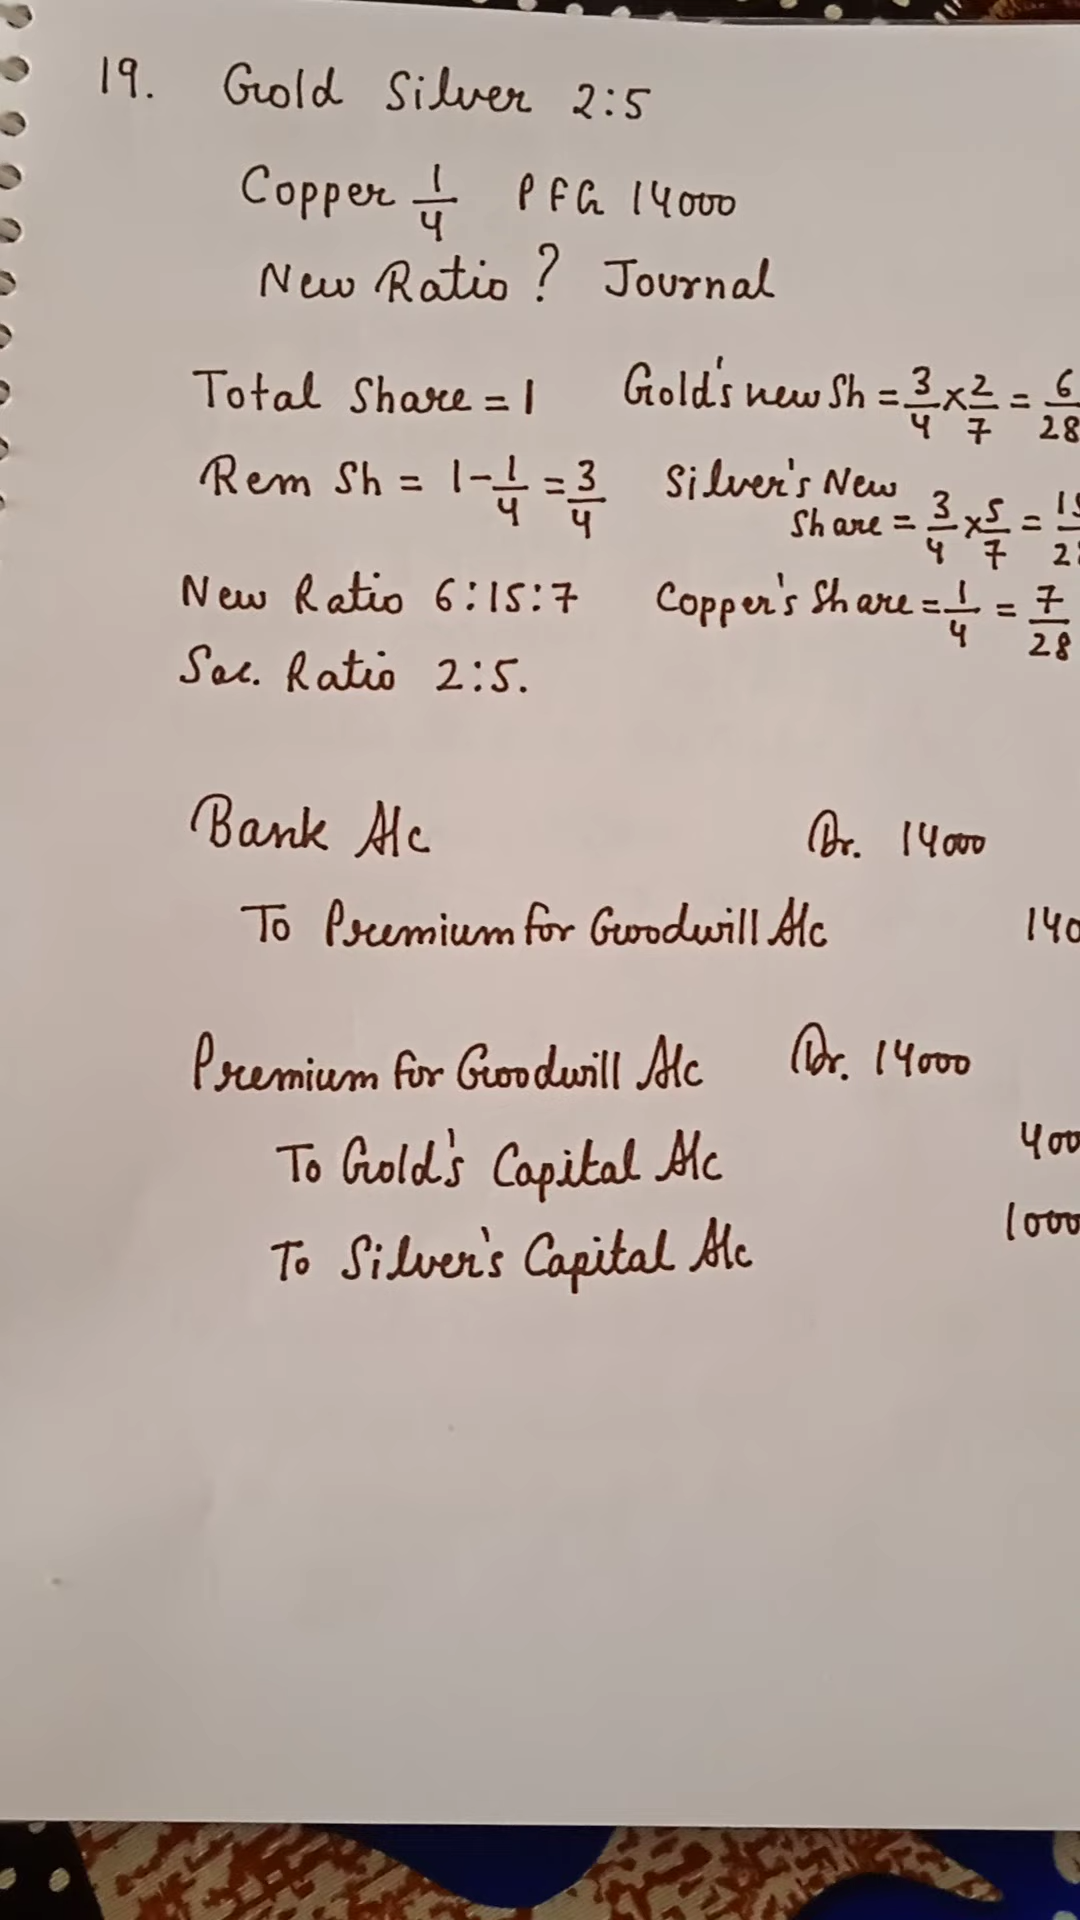 19. Gold Silver 2:5
Copper 1/4 PFG 14000
New Ratio? Journal
Total Share = 1
Gold's new Sh = 3/4 x 2/7 = 6/28
Rem Sh = 1 - 1/4 = 3/4
Silver's New
Share = 3/4 x 5/7 =
New Ratio 6:15:7
Copper's Share = 1/4 = 7/28
Sac. Ratio 2:5.
Bank A/c Dr. 14000
To Premium for Goodwill A/c 140
Premium for Goodwill A/c Dr. 14000
To Gold's Capital A/c 400
To Silver's Capital A/c 1000